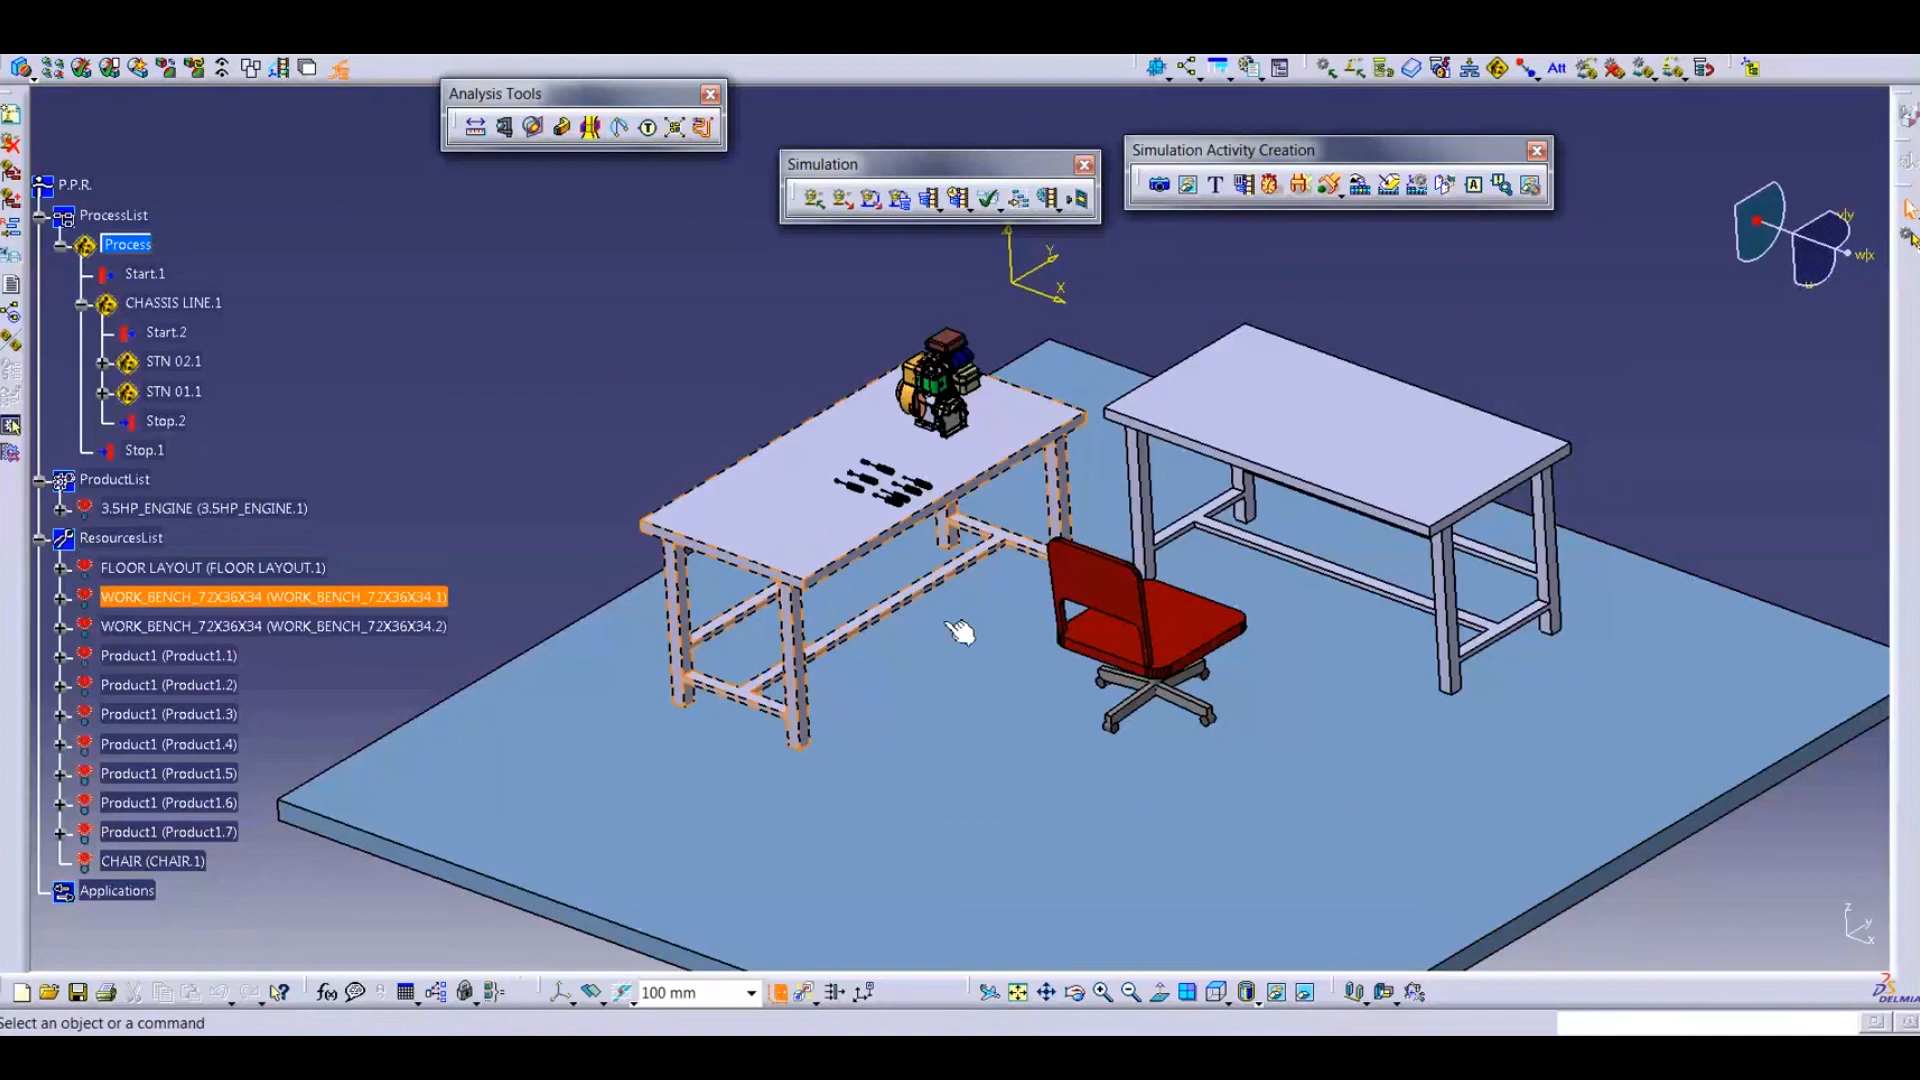 Att
Analysis Tools
Simulation
Simulation Activity Creation
T
A
P.P.R.
ProcessList
Process
Start.1
CHASSIS LINE.1
Start.2
STN 02.1
STN 01.1
Stop.2
Stop.1
ProductList
3.5HP_ENGINE (3.5HP_ENGINE.1)
ResourcesList
FLOOR LAYOUT (FLOOR LAYOUT.1)
WORK_BENCH_72X36X34 (WORK_BENCH_72X36X34.1)
WORK_BENCH_72X36X34 (WORK_BENCH_72X36X34.2)
Product1 (Product1.1)
Product1 (Product1.2)
Product1 (Product1.3)
Product1 (Product1.4)
Product1 (Product1.5)
Product1 (Product1.6)
Product1 (Product1.7)
CHAIR (CHAIR.1)
Applications
Y
X
v|y
w|x
z
y
x
f(x)
100 mm
DELMIA
Select an object or a command